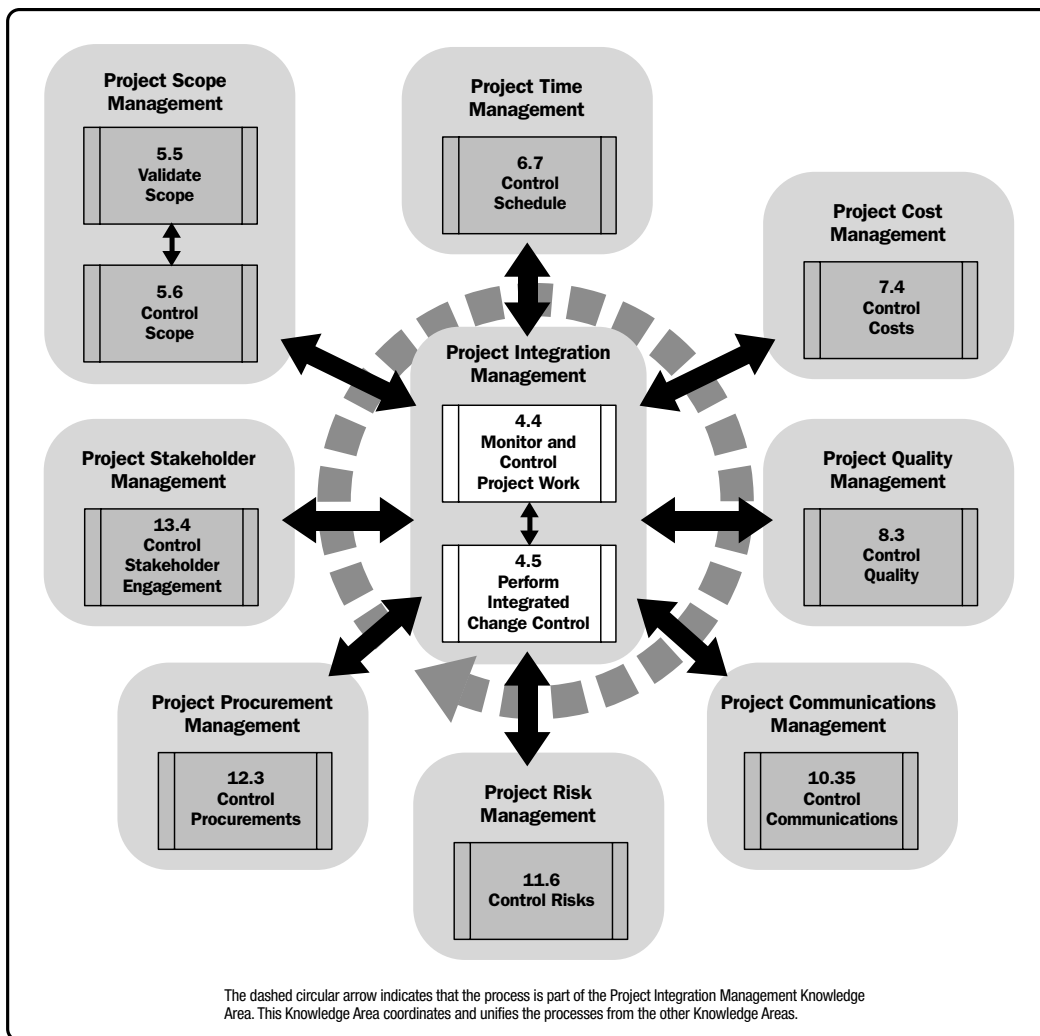 Project Scope
Management
5.5
Validate
Scope
5.6
Control
Scope
Project Time
Management
6.7
Control
Schedule
Project Cost
Management
7.4
Control
Costs
Project Integration
Management
4.4
Monitor and
Control
Project Work
4.5
Perform
Integrated
Change Control
Project Stakeholder
Management
13.4
Control
Stakeholder
Engagement
Project Quality
Management
8.3
Control
Quality
Project Procurement
Management
12.3
Control
Procurements
Project Risk
Management
11.6
Control Risks
Project Communications
Management
10.35
Control
Communications
The dashed circular arrow indicates that the process is part of the Project Integration Management Knowledge
Area. This Knowledge Area coordinates and unifies the processes from the other Knowledge Areas.